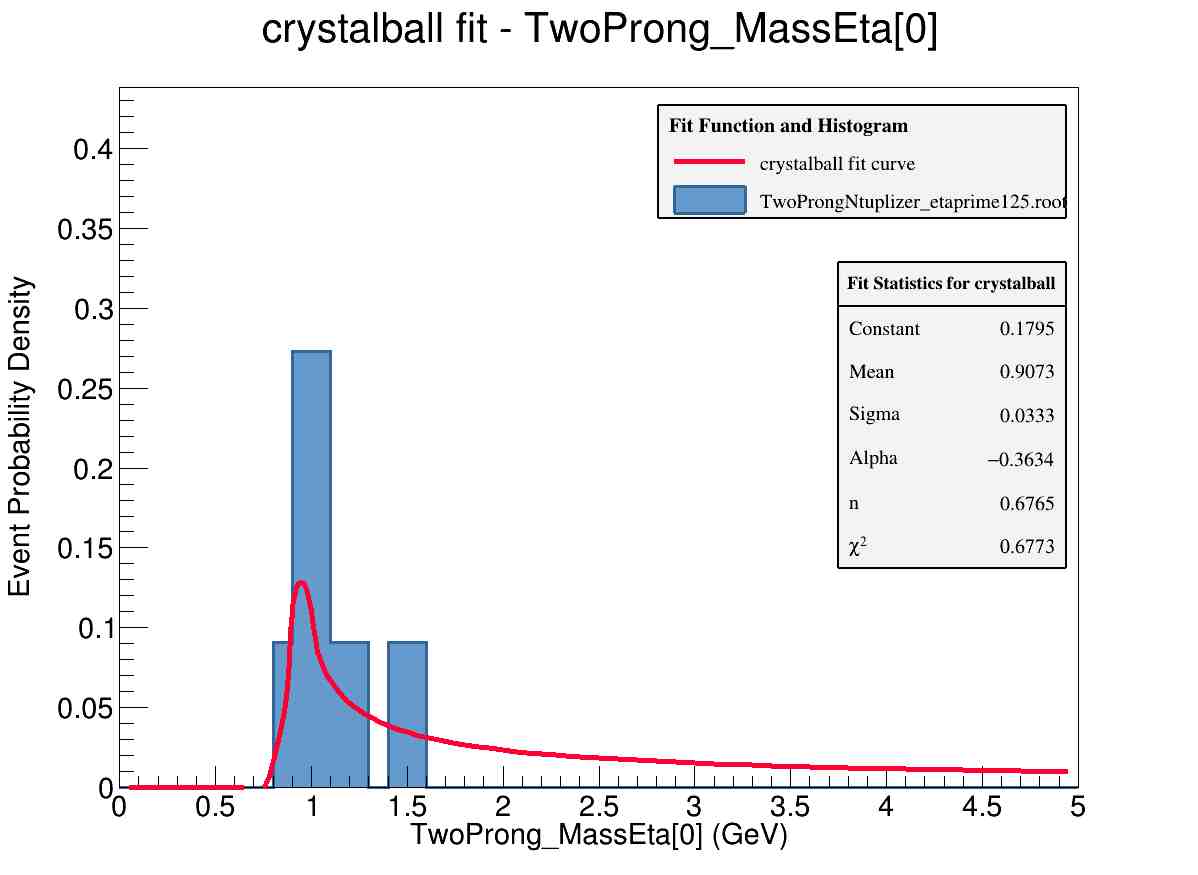 crystalball fit - TwoProng_MassEta[0]
Fit Function and Histogram
crystalball fit curve
TwoProngNtuplizer_etaprime125.root
Fit Statistics for crystalball
Constant 0.1795
Mean 0.9073
Sigma 0.0333
Alpha −0.3634
n 0.6765
χ² 0.6773
Event Probability Density
0.4
0.35
0.3
0.25
0.2
0.15
0.1
0.05
0
0 0.5 1 1.5 2 2.5 3 3.5 4 4.5 5
TwoProng_MassEta[0] (GeV)